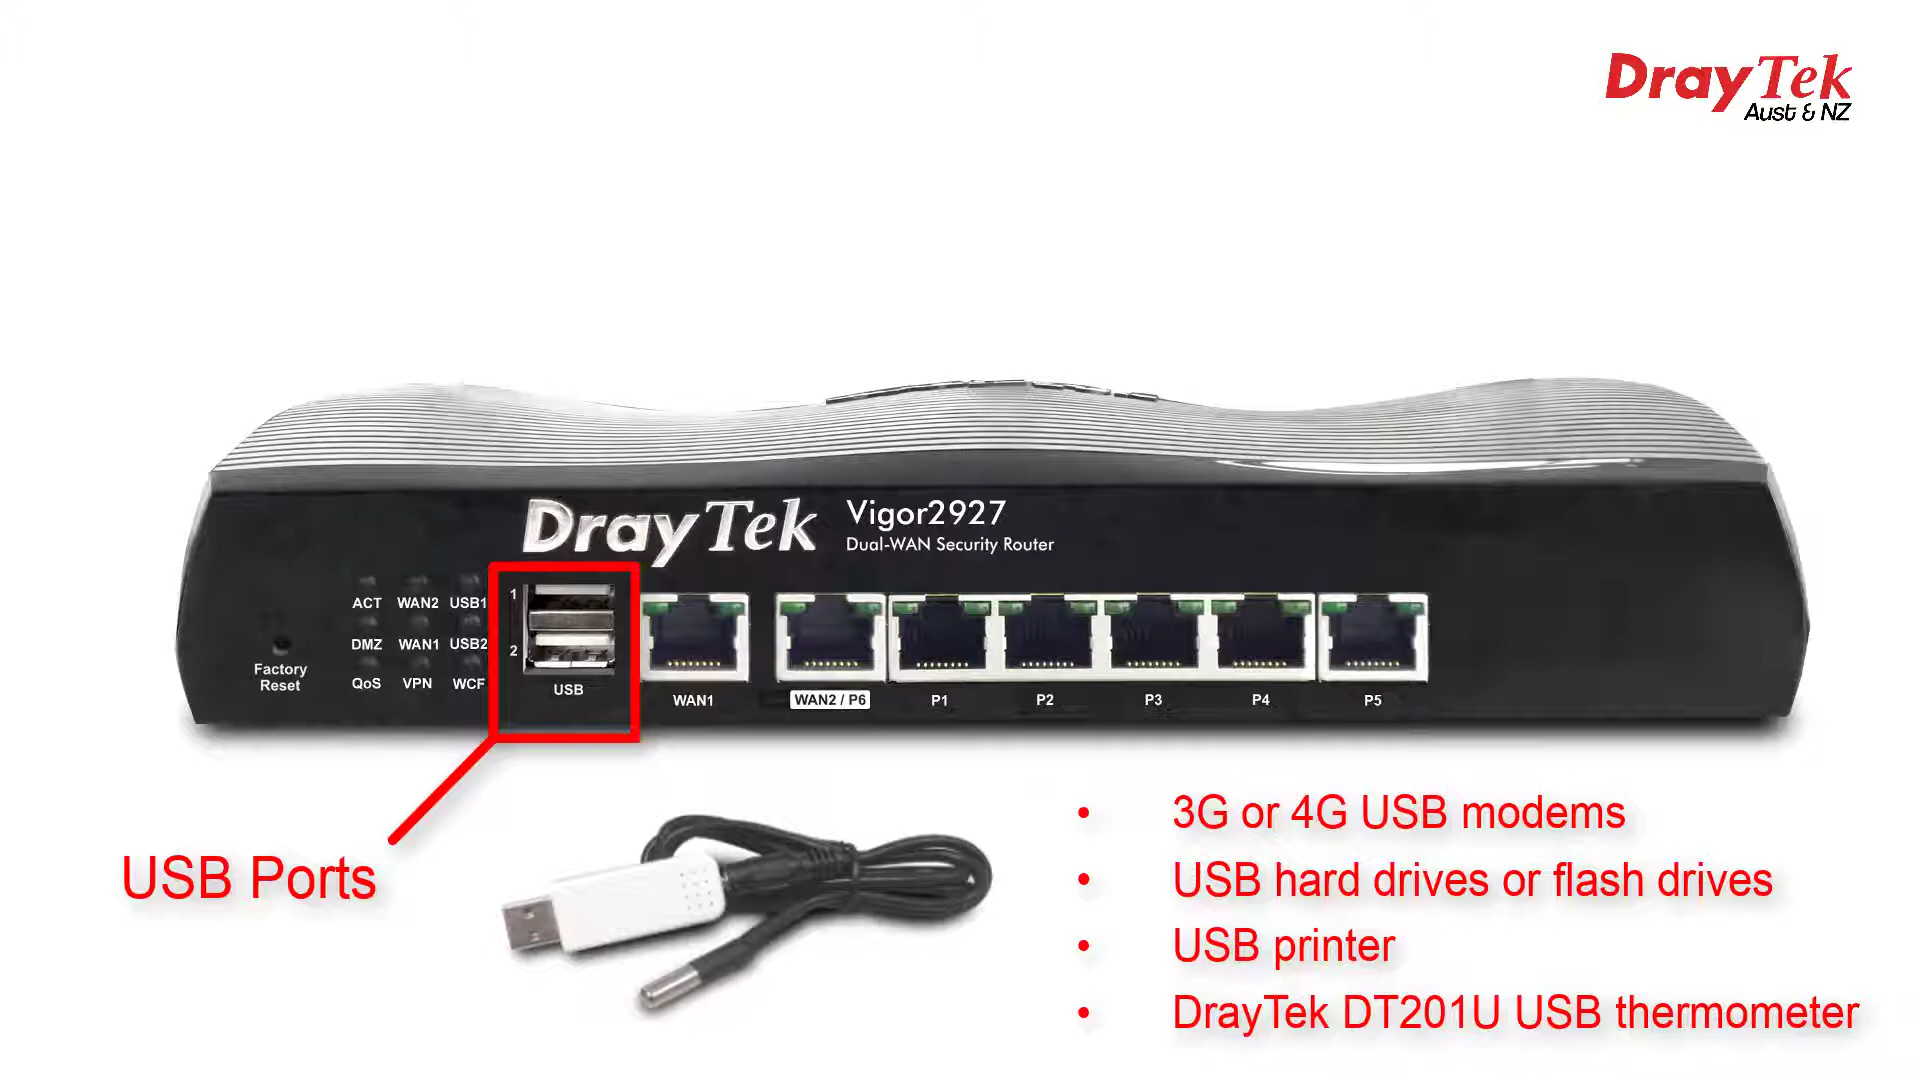 DrayTek
Aust & NZ
DrayTek
Vigor2927
Dual-WAN Security Router
ACT WAN2 USB1
DMZ WAN1 USB2
QoS VPN WCF
Factory
Reset
1
2
USB
WAN1
WAN2 / P6
P1
P2
P3
P4
P5
USB Ports
• 3G or 4G USB modems
• USB hard drives or flash drives
• USB printer
• DrayTek DT201U USB thermometer